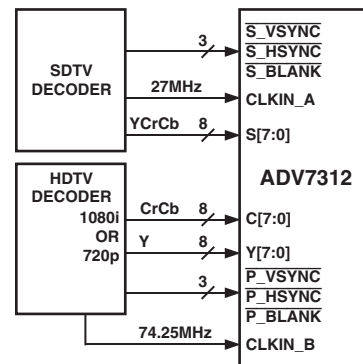 SDTV
DECODER
3
27MHz
YCrCb 8
S_VSYNC
S_HSYNC
S_BLANK
CLKIN_A
S[7:0]
ADV7312
HDTV
DECODER
1080i
OR
720p
CrCb 8
Y 8
3
74.25MHz
C[7:0]
Y[7:0]
P_VSYNC
P_HSYNC
P_BLANK
CLKIN_B